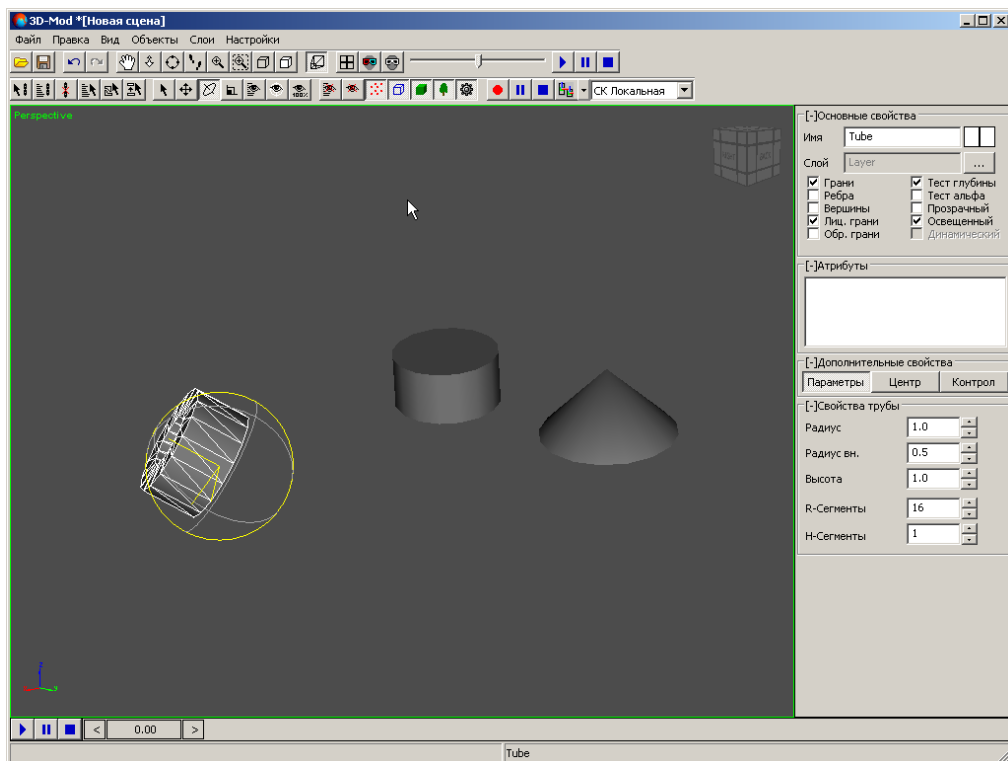 3D-Mod *[Новая сцена]
Файл Правка Вид Объекты Слои Настройки
100%
СК Локальная
Perspective
[-]Основные свойства
Имя Tube
Слой Layer ...
Грани Тест глубины
Ребра Тест альфа
Вершины Прозрачный
Лиц. грани Освещенный
Обр. грани Динамический
[-]Атрибуты
[-]Дополнительные свойства
Параметры Центр Контрол
[-]Свойства трубы
Радиус 1.0
Радиус вн. 0.5
Высота 1.0
R-Сегменты 16
H-Сегменты 1
z
< 0.00 >
Tube